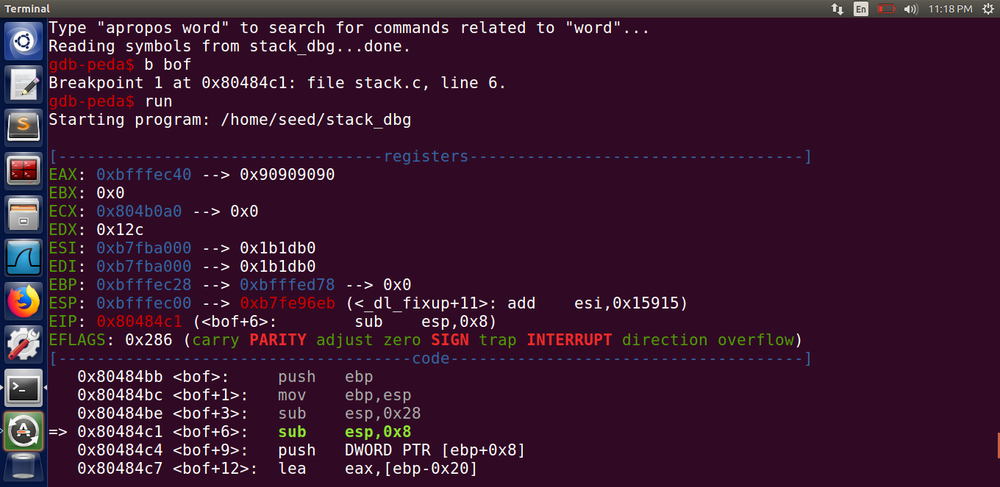 Terminal En 11:18 PM
Type "apropos word" to search for commands related to "word"...
Reading symbols from stack_dbg...done.
gdb-peda$ b bof
Breakpoint 1 at 0x80484c1: file stack.c, line 6.
gdb-peda$ run
Starting program: /home/seed/stack_dbg
[----------------------------------registers-----------------------------------]
EAX: 0xbfffec40 --> 0x90909090
EBX: 0x0
ECX: 0x804b0a0 --> 0x0
EDX: 0x12c
ESI: 0xb7fba000 --> 0x1b1db0
EDI: 0xb7fba000 --> 0x1b1db0
EBP: 0xbfffec28 --> 0xbfffed78 --> 0x0
ESP: 0xbfffec00 --> 0xb7fe96eb (<_dl_fixup+11>: add    esi,0x15915)
EIP: 0x80484c1 (<bof+6>:        sub    esp,0x8)
EFLAGS: 0x286 (carry PARITY adjust zero SIGN trap INTERRUPT direction overflow)
[-------------------------------------code-------------------------------------]
   0x80484bb <bof>:     push   ebp
   0x80484bc <bof+1>:   mov    ebp,esp
   0x80484be <bof+3>:   sub    esp,0x28
=> 0x80484c1 <bof+6>:   sub    esp,0x8
   0x80484c4 <bof+9>:   push   DWORD PTR [ebp+0x8]
   0x80484c7 <bof+12>:  lea    eax,[ebp-0x20]